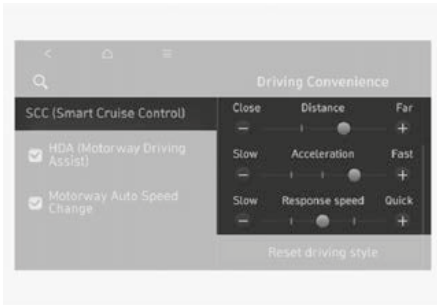 Driving Convenience
SCC (Smart Cruise Control)
HDA (Motorway Driving
Assist)
Motorway Auto Speed
Change
Close Distance Far
Slow Acceleration Fast
Slow Response speed Quick
Reset driving style